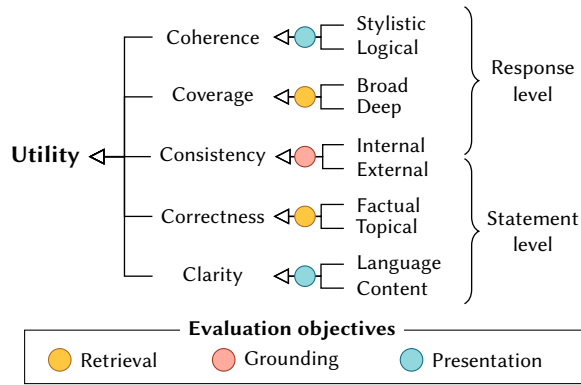 Coherence
Stylistic
Logical
Coverage
Broad
Deep
Response
level
Utility
Consistency
Internal
External
Correctness
Factual
Topical
Statement
level
Clarity
Language
Content
Evaluation objectives
Retrieval
Grounding
Presentation